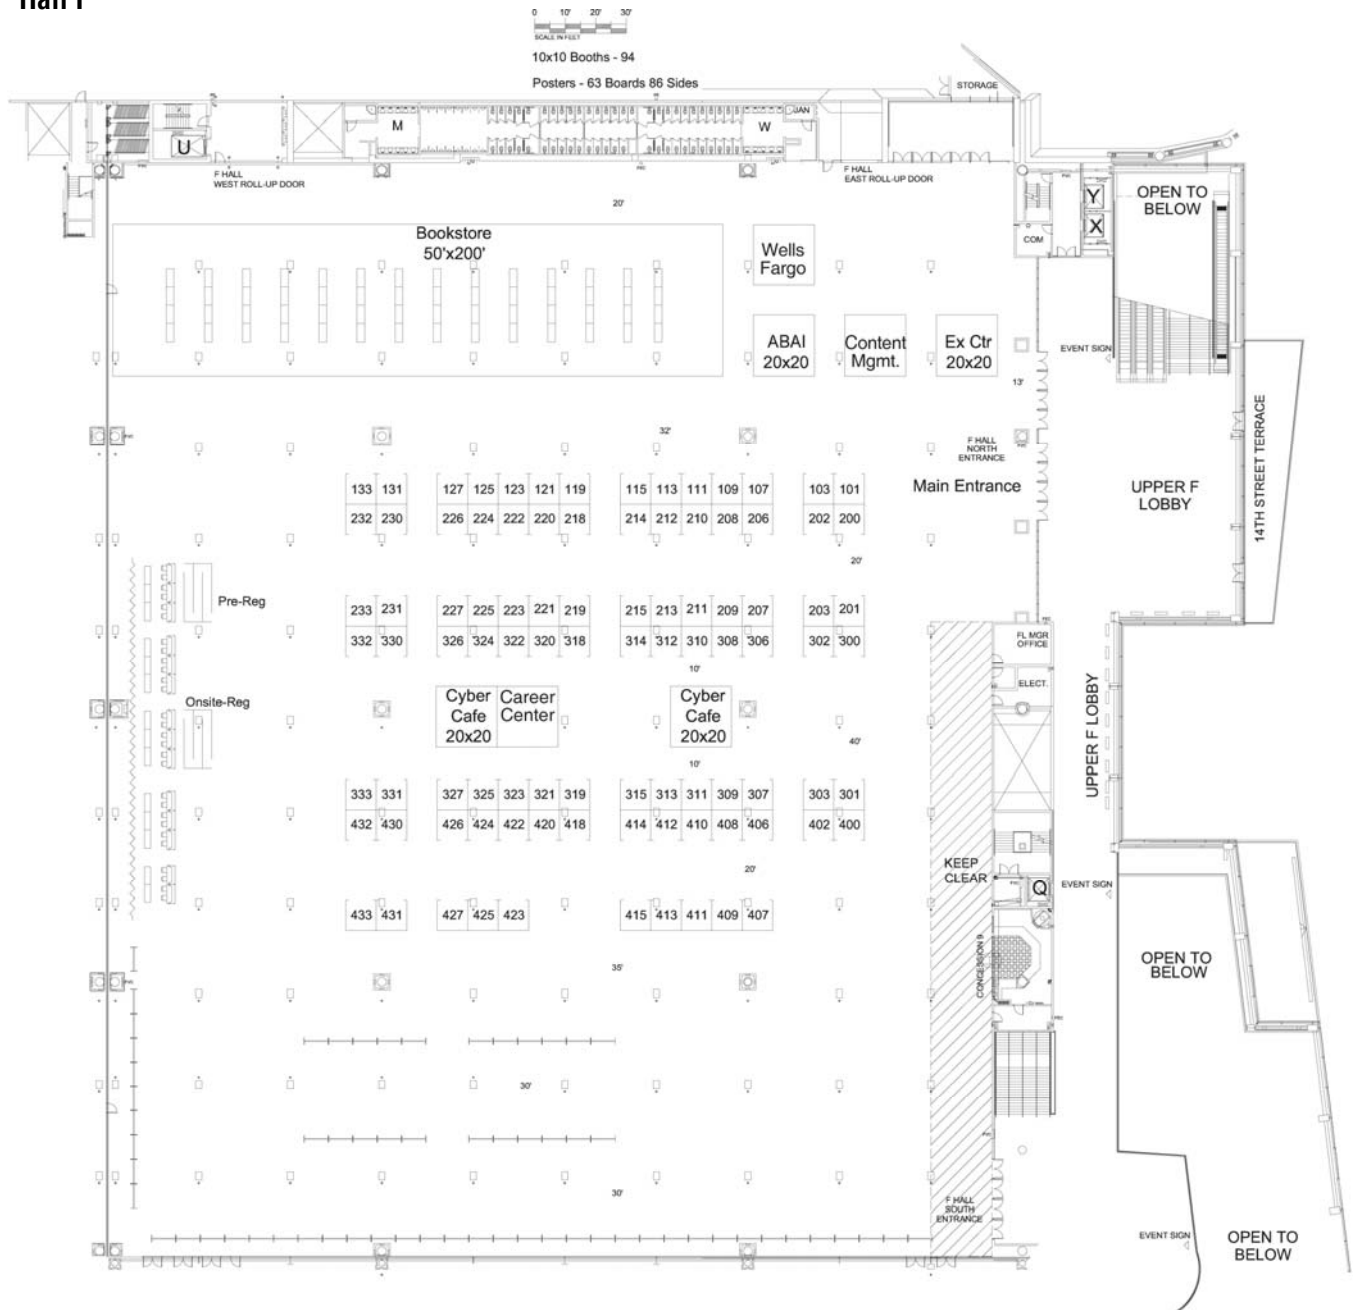 0 10' 20' 30'
SCALE IN FEET
10x10 Booths - 94
Posters - 63 Boards 86 Sides
STORAGE
M
W
JAN
U
F HALL
WEST ROLL-UP DOOR
F HALL
EAST ROLL-UP DOOR
20'
Y
X
COM
OPEN TO
BELOW
Bookstore
50'x200'
Wells
Fargo
ABAI
20x20
Content
Mgmt.
Ex Ctr
20x20
EVENT SIGN
13'
32'
F HALL
NORTH
ENTRANCE
Main Entrance
UPPER F
LOBBY
14TH STREET TERRACE
133 131 127 125 123 121 119 115 113 111 109 107 103 101
232 230 226 224 222 220 218 214 212 210 208 206 202 200
20'
Pre-Reg
233 231 227 225 223 221 219 215 213 211 209 207 203 201
332 330 326 324 322 320 318 314 312 310 308 306 302 300
FL MGR
OFFICE
10'
ELECT.
Onsite-Reg
Cyber
Cafe
20x20
Career
Center
Cyber
Cafe
20x20
UPPER F LOBBY
40'
10'
333 331 327 325 323 321 319 315 313 311 309 307 303 301
432 430 426 424 422 420 418 414 412 410 408 406 402 400
20'
KEEP
CLEAR
Q
EVENT SIGN
433 431 427 425 423 415 413 411 409 407
CONCESSION 9
35'
OPEN TO
BELOW
30'
30'
F HALL
SOUTH
ENTRANCE
EVENT SIGN
OPEN TO
BELOW